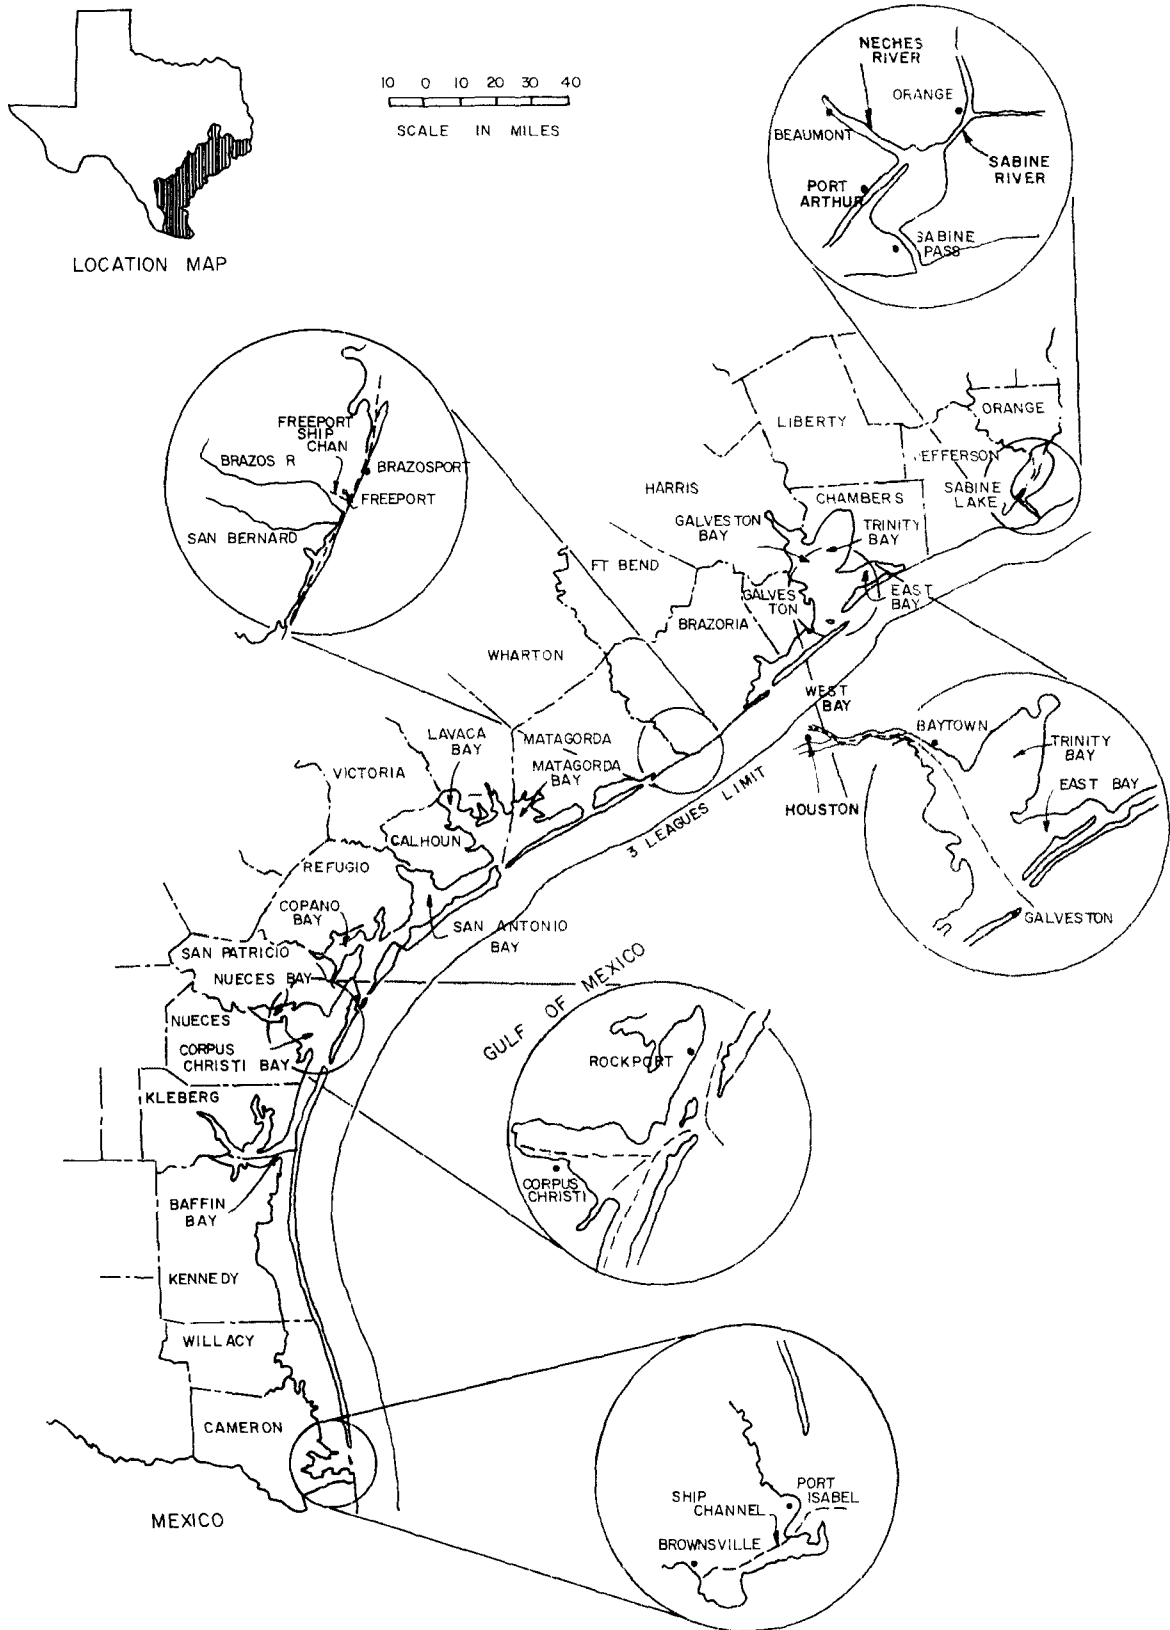 10 0 10 20 30 40
SCALE IN MILES
LOCATION MAP
NECHES
RIVER
ORANGE
BEAUMONT
SABINE
RIVER
PORT
ARTHUR
SABINE
PASS
FREEPORT
SHIP
CHAN
BRAZOS R
BRAZOSPORT
FREEPORT
SAN BERNARD
LIBERTY
ORANGE
JEFFERSON
SABINE
LAKE
HARRIS
CHAMBERS
GALVESTON
BAY
TRINITY
BAY
FT BEND
GALVES
TON
EAST
BAY
BRAZORIA
WHARTON
WEST
BAY
LAVACA
BAY
MATAGORDA
MATAGORDA
BAY
VICTORIA
CALHOUN
3 LEAGUES LIMIT
BAYTOWN
TRINITY
BAY
EAST BAY
HOUSTON
GALVESTON
REFUGIO
COPANO
BAY
SAN ANTONIO
BAY
SAN PATRICIO
NUECES BAY
NUECES
CORPUS
CHRISTI BAY
GULF OF MEXICO
ROCKPORT
CORPUS
CHRISTI
KLEBERG
BAFFIN
BAY
KENNEDY
WILLACY
CAMERON
MEXICO
PORT
ISABEL
SHIP
CHANNEL
BROWNSVILLE